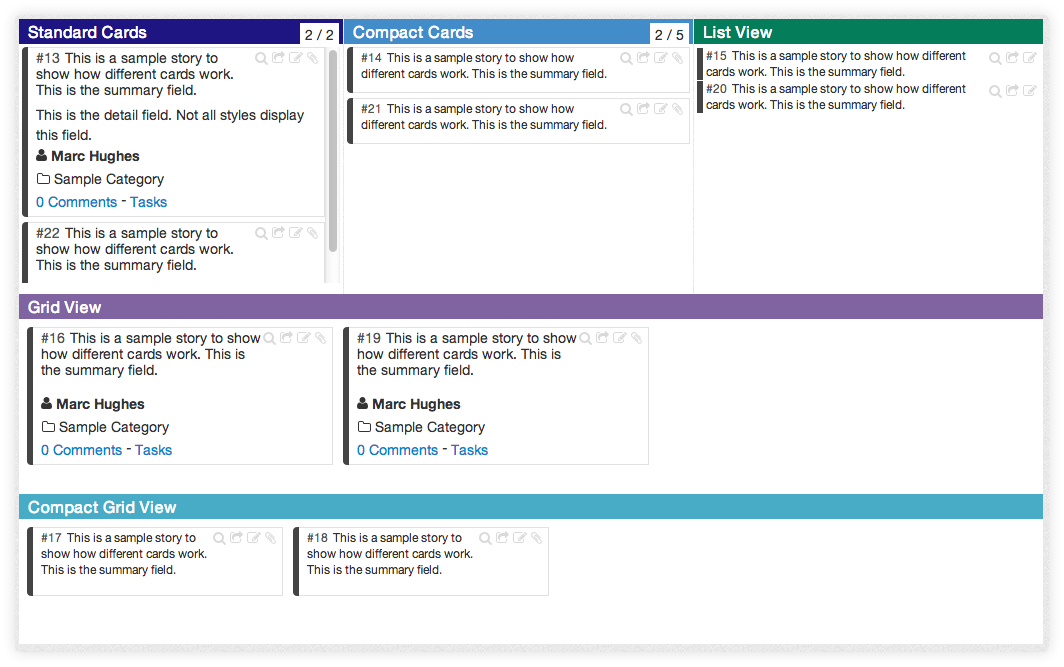 Standard Cards 2 / 2
#13 This is a sample story to
show how different cards work.
This is the summary field.
This is the detail field. Not all styles display
this field.
Marc Hughes
Sample Category
0 Comments - Tasks
#22 This is a sample story to
show how different cards work.
This is the summary field.
Compact Cards 2 / 5
#14 This is a sample story to show how
different cards work. This is the summary field.
#21 This is a sample story to show how
different cards work. This is the summary field.
List View
#15 This is a sample story to show how different
cards work. This is the summary field.
#20 This is a sample story to show how different
cards work. This is the summary field.
Grid View
#16 This is a sample story to show
how different cards work. This is
the summary field.
Marc Hughes
Sample Category
0 Comments - Tasks
#19 This is a sample story to show
how different cards work. This is
the summary field.
Marc Hughes
Sample Category
0 Comments - Tasks
Compact Grid View
#17 This is a sample story to
show how different cards work.
This is the summary field.
#18 This is a sample story to
show how different cards work.
This is the summary field.